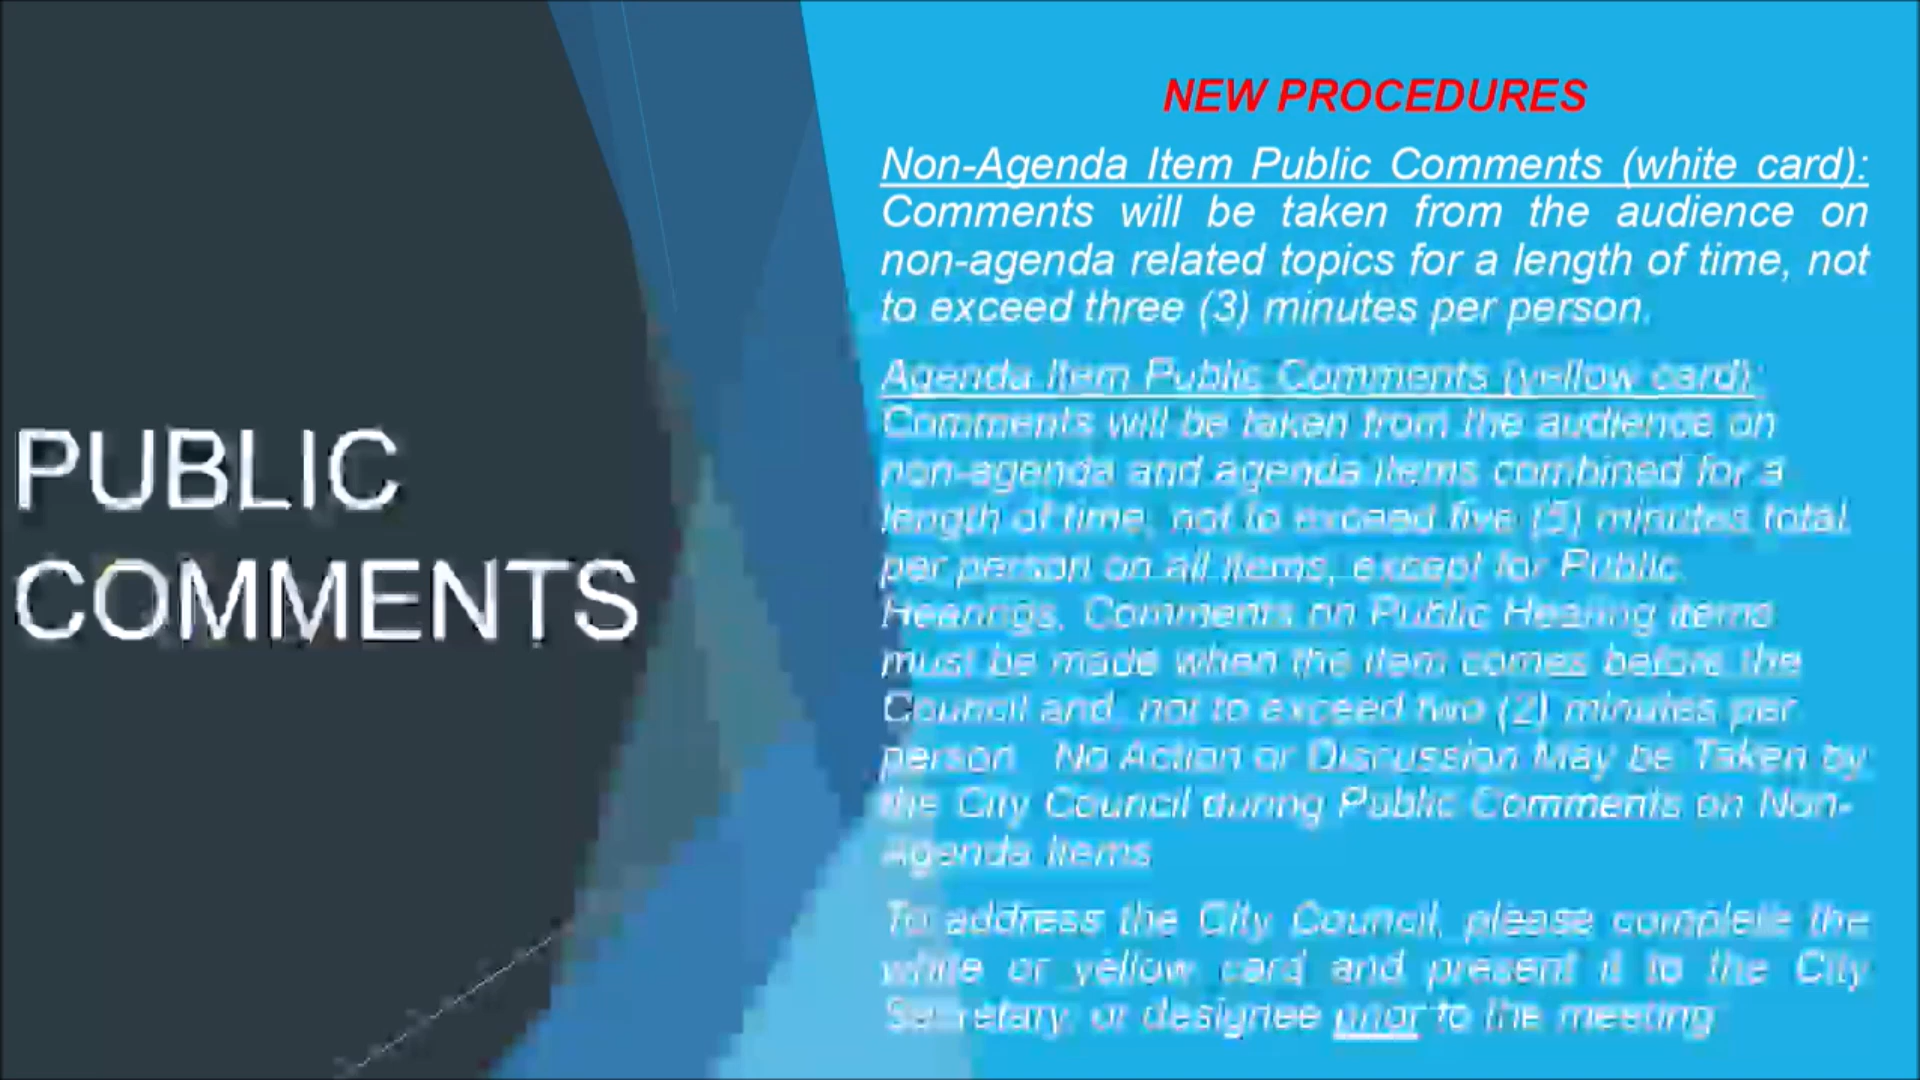 PUBLIC
COMMENTS
NEW PROCEDURES
Non-Agenda Item Public Comments (white card):
Comments will be taken from the audience on
non-agenda related topics for a length of time, not
to exceed three (3) minutes per person.
Agenda Item Public Comments (yellow card):
Comments will be taken from the audience on
non-agenda and agenda items combined for a
length of time, not to exceed five (5) minutes total
per person on all items, except for Public
Hearings. Comments on Public Hearing items
must be made when the item comes before the
Council and, not to exceed two (2) minutes per
person. No Action or Discussion May be Taken by
the City Council during Public Comments on Non-
Agenda Items
To address the City Council, please complete the
white or yellow card and present it to the City
Secretary, or designee prior to the meeting